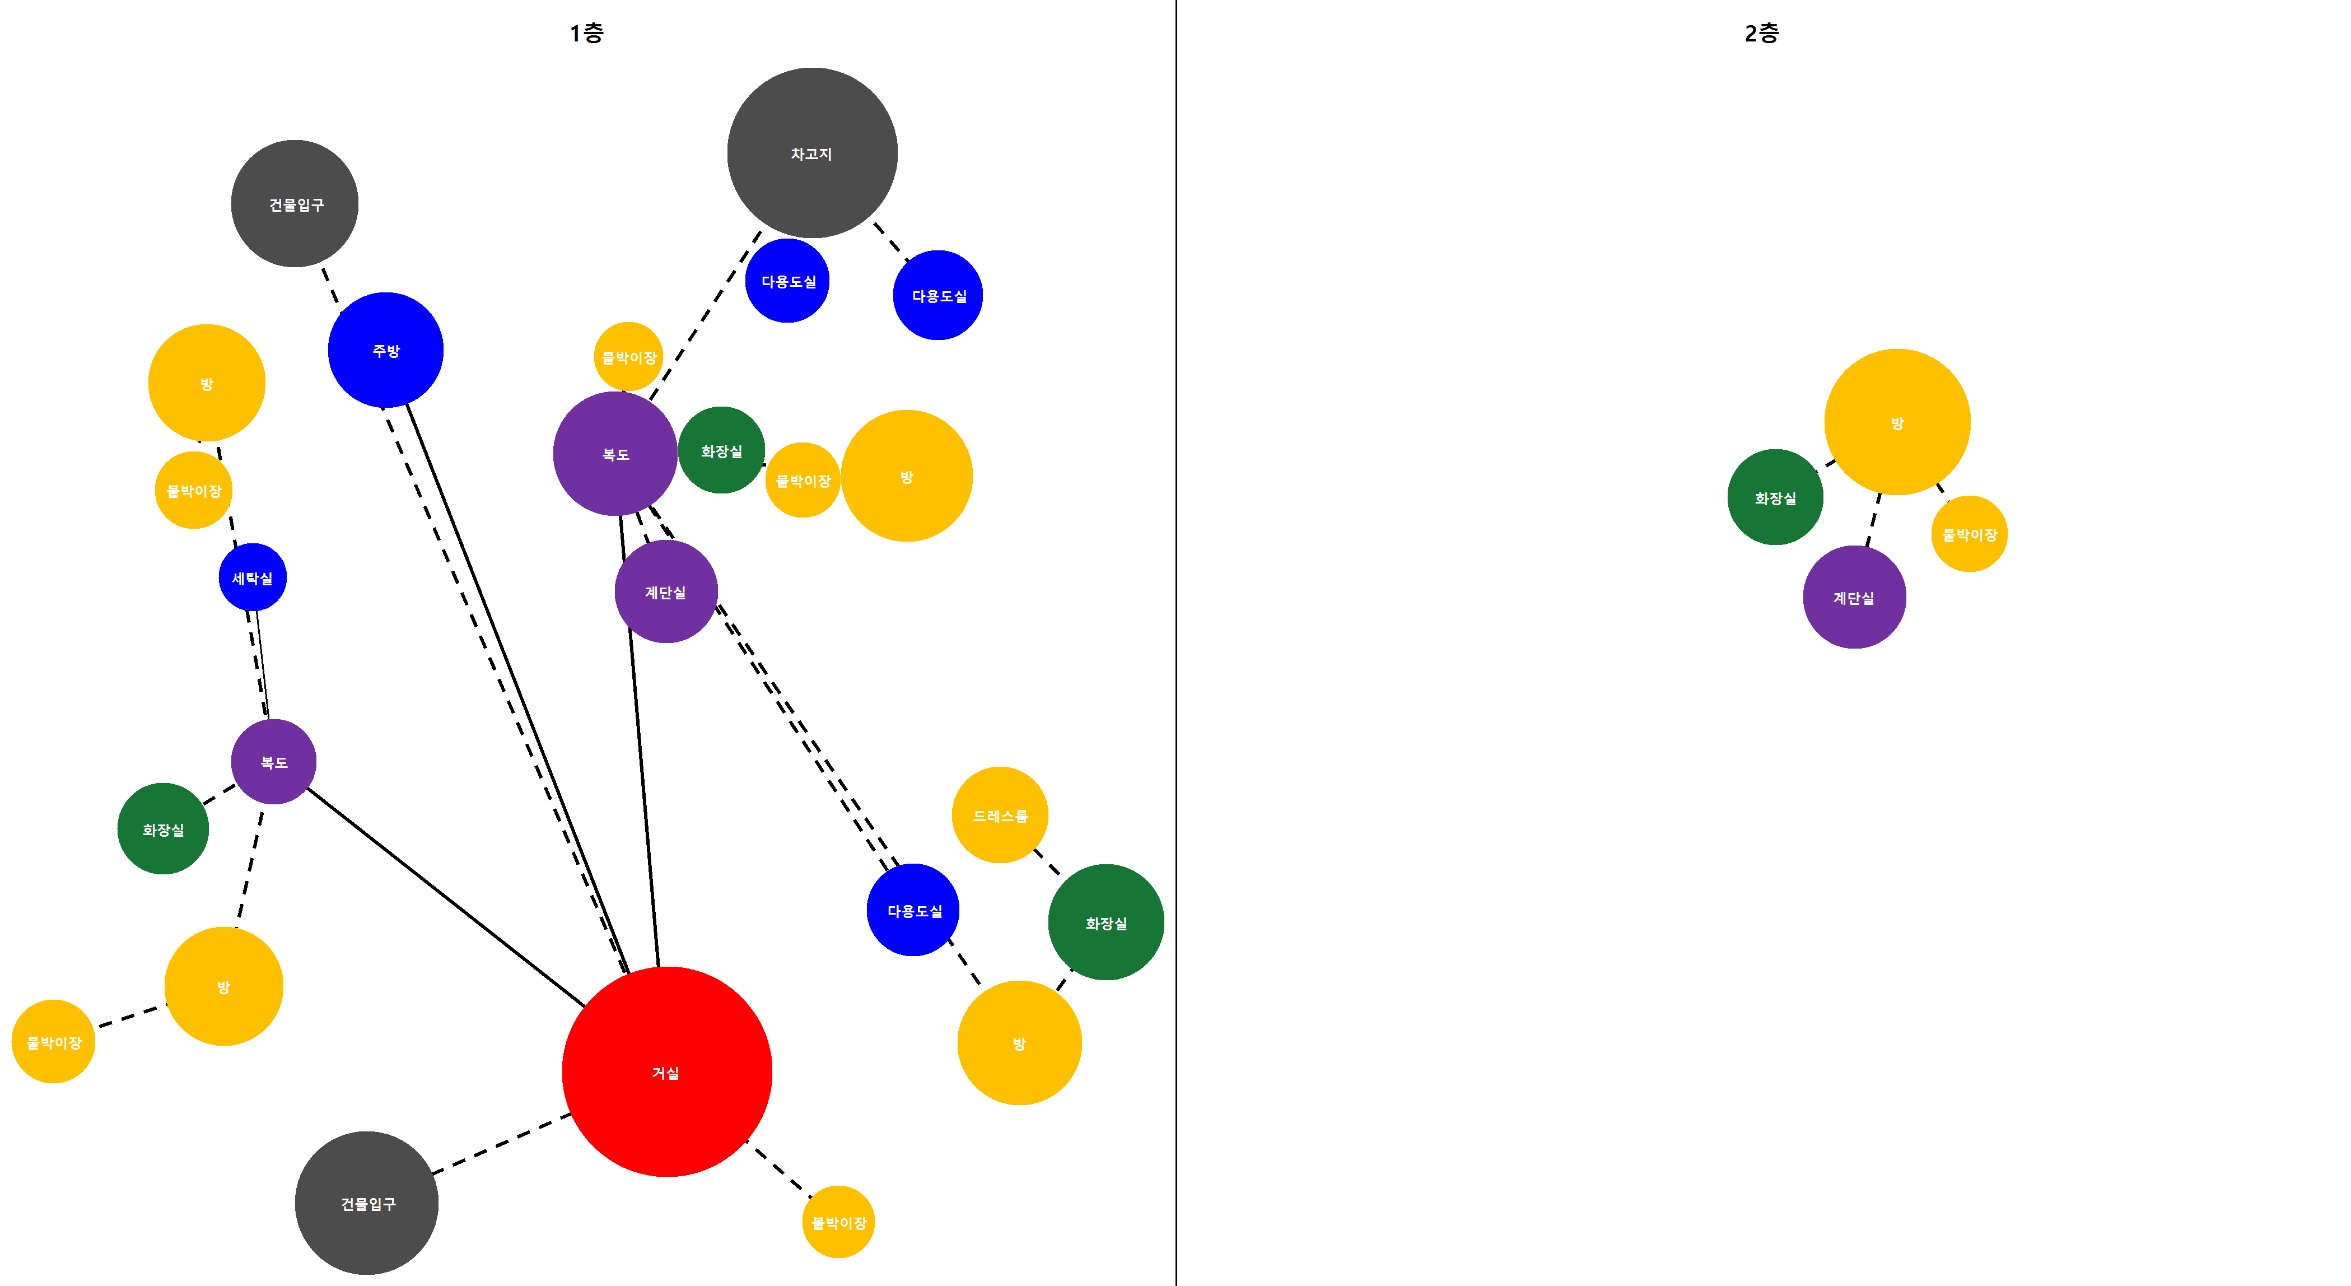 1층
2층
차고지
건물입구
다용도실
다용도실
주방
붙박이장
방
복도
화장실
붙박이장
방
붙박이장
세탁실
계단실
복도
화장실
드레스룸
다용도실
화장실
방
붙박이장
방
거실
건물입구
붙박이장
방
화장실
붙박이장
계단실